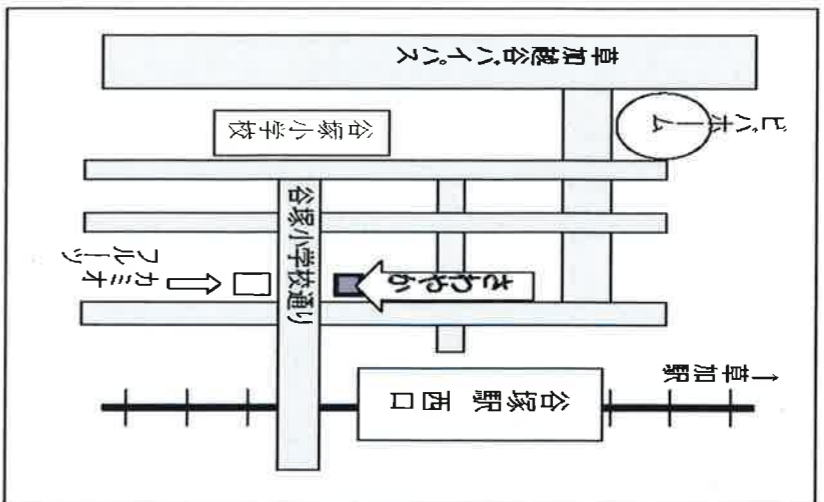 草加越谷バイパス
ビバホ
ーム
谷塚小学校
谷塚小学校通り
カミオ
フルーツ
さわやか
↑草加駅
谷塚駅 西口